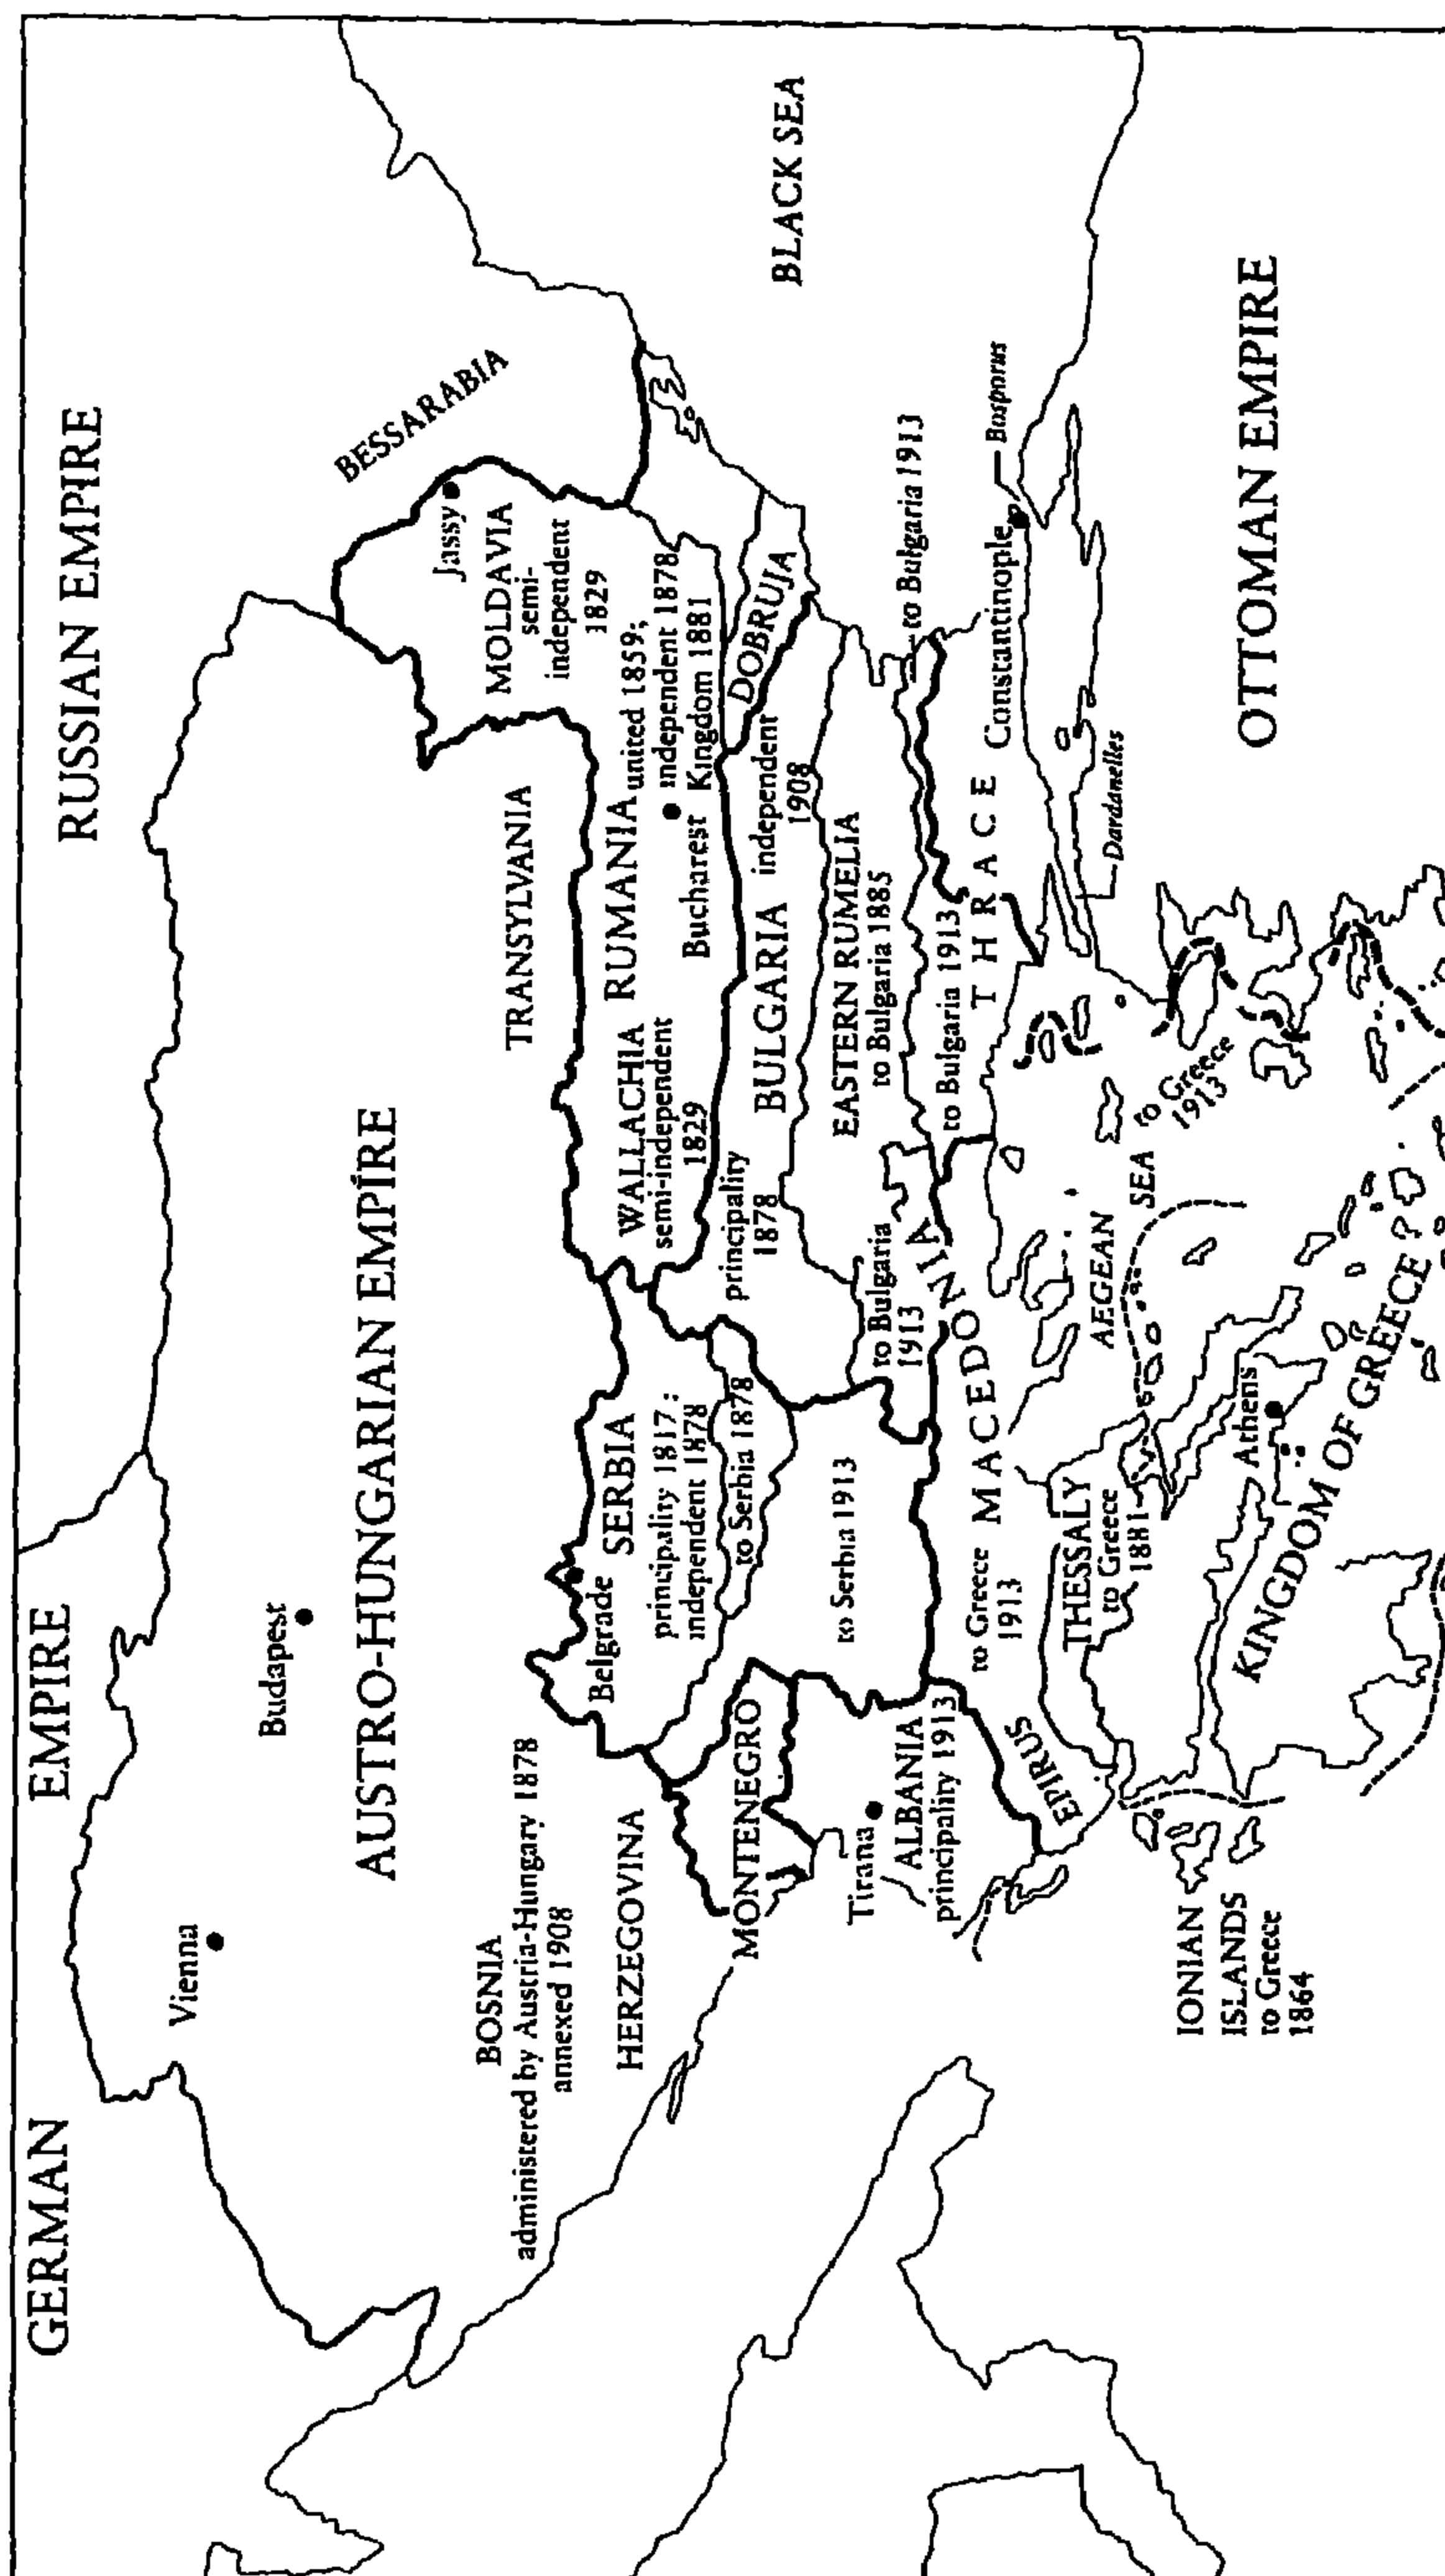 GERMAN EMPIRE
RUSSIAN EMPIRE
Vienna
Budapest
AUSTRO-HUNGARIAN EMPIRE
BESSARABIA
Jassy
MOLDAVIA
semi-
independent
1829
TRANSYLVANIA
BOSNIA
administered by Austria-Hungary 1878
annexed 1908
HERZEGOVINA
Belgrade
SERBIA
principality 1817:
independent 1878
to Serbia 1878
to Serbia 1913
WALLACHIA
semi-independent
1829
RUMANIA
united 1859;
independent 1878
Kingdom 1881
Bucharest
DOBRUJA
BLACK SEA
MONTENEGRO
principality
1878
BULGARIA
independent
1908
EASTERN RUMELIA
to Bulgaria 1885
to Bulgaria
1913
to Bulgaria 1913
to Bulgaria 1913
Tirana
ALBANIA
principality 1913
MACEDONIA
to Greece
1913
THRACE
Constantinople
Bosporus
Dardanelles
EPIRUS
THESSALY
to Greece
1881
AEGEAN
SEA
to Greece
1913
OTTOMAN EMPIRE
IONIAN
ISLANDS
to Greece
1864
Athens
KINGDOM OF GREECE